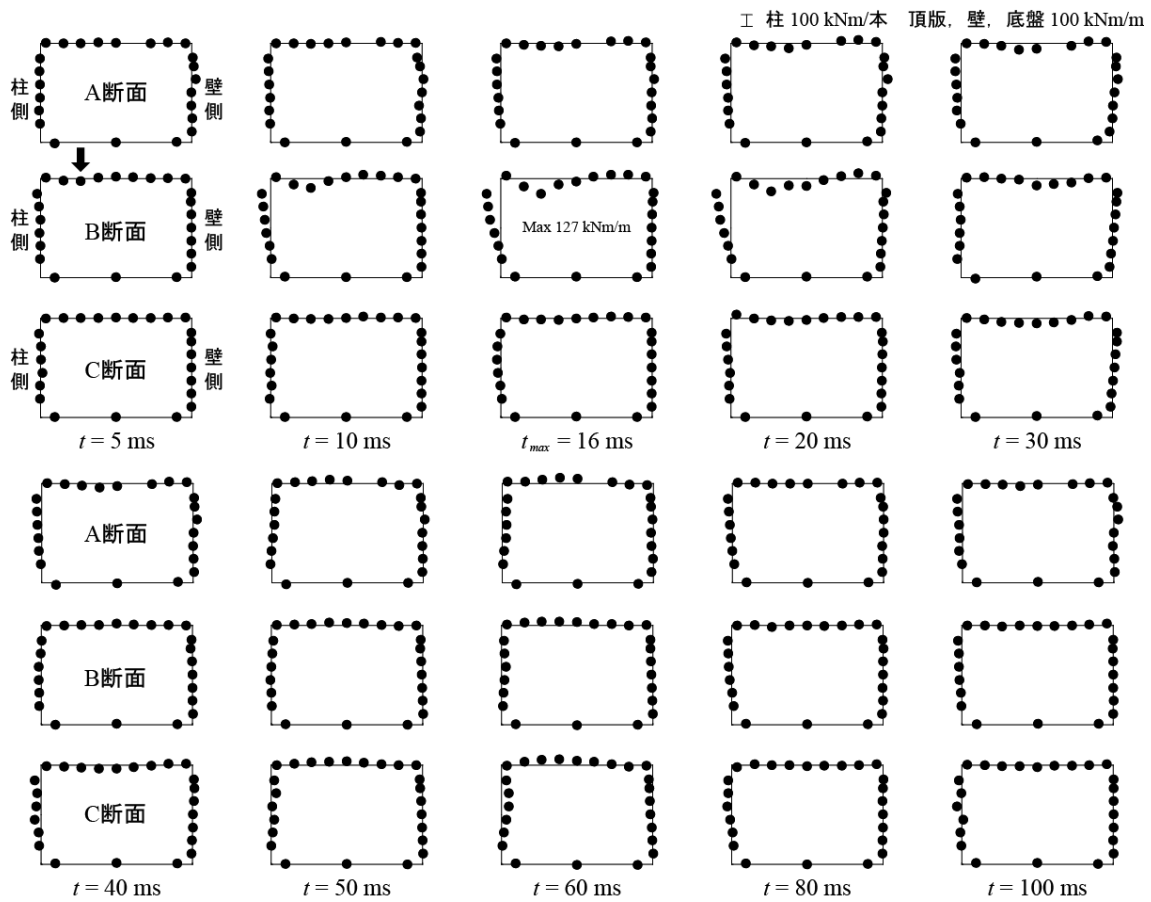 柱 100 kNm/本 頂版，壁，底盤 100 kNm/m
柱側
A断面
壁側
柱側
B断面
壁側
Max 127 kNm/m
柱側
C断面
壁側
t = 5 ms
t = 10 ms
tmax = 16 ms
t = 20 ms
t = 30 ms
A断面
B断面
C断面
t = 40 ms
t = 50 ms
t = 60 ms
t = 80 ms
t = 100 ms